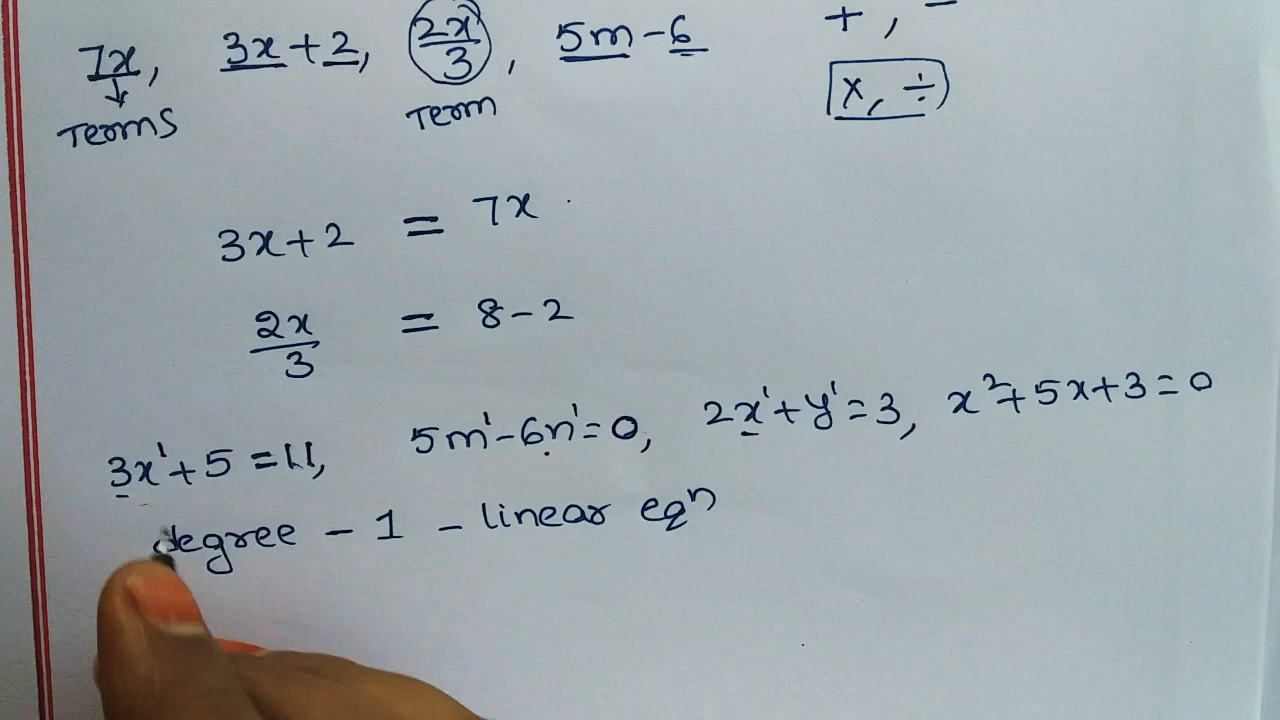 7x, 3x+2, 2x/3, 5m-6 +, -
Terms Term x, ÷
3x+2 = 7x
2x/3 = 8-2
3x¹+5=11, 5m¹-6n¹=0, 2x¹+y¹=3, x²+5x+3=0
degree - 1 - linear eqⁿ